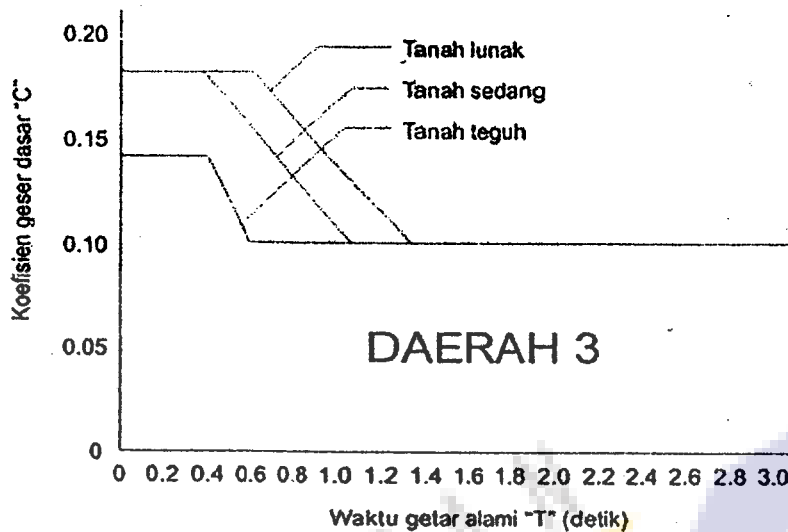 0.20
Tanah lunak
Tanah sedang
0.15
Tanah teguh
Koefisien geser dasar "C"
0.10
DAERAH 3
0.05
0
0 0.2 0.4 0.6 0.8 1.0 1.2 1.4 1.6 1.8 2.0 2.2 2.4 2.6 2.8 3.0
Waktu getar alami "T" (detik)